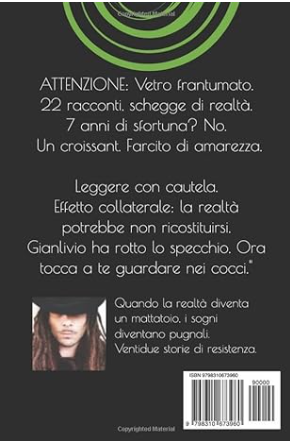 ATTENZIONE: Vetro frantumato.
22 racconti, schegge di realtà.
7 anni di sfortuna? No.
Un croissant. Farcito di amarezza.
Leggere con cautela.
Effetto collaterale: la realtà
potrebbe non ricostituirsi.
Gianlivio ha rotto lo specchio. Ora
tocca a te guardare nei cocci."
Quando la realtà diventa
un mattatoio, i sogni
diventano pugnali.
Ventidue storie di resistenza.
ISBN 9798310673960
90000
9 798310 673960